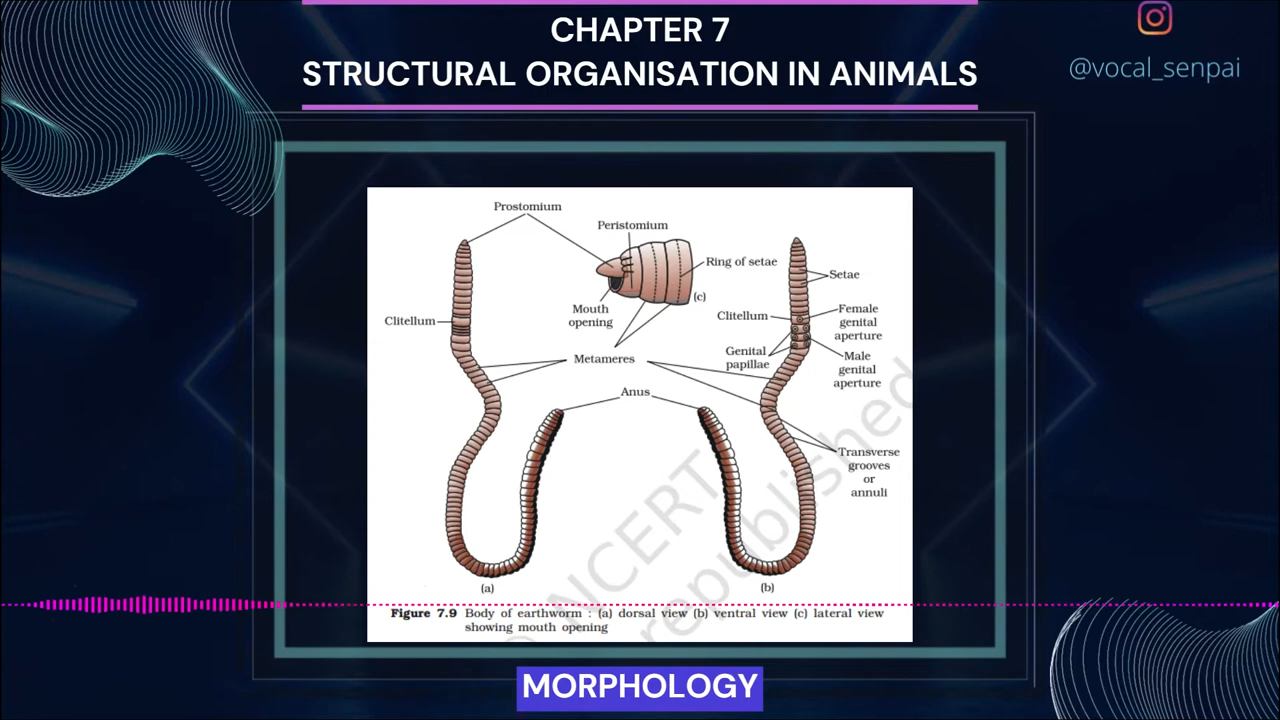 CHAPTER 7
STRUCTURAL ORGANISATION IN ANIMALS
@vocal_senpai
Prostomium
Peristomium
Ring of setae
(c)
Mouth
opening
Setae
Clitellum
Clitellum
Female
genital
aperture
Genital
papillae
Male
genital
aperture
Metameres
Anus
Transverse
grooves
or
annuli
(a)
(b)
© NCERT
republished
Figure 7.9 Body of earthworm : (a) dorsal view (b) ventral view (c) lateral view
showing mouth opening
MORPHOLOGY